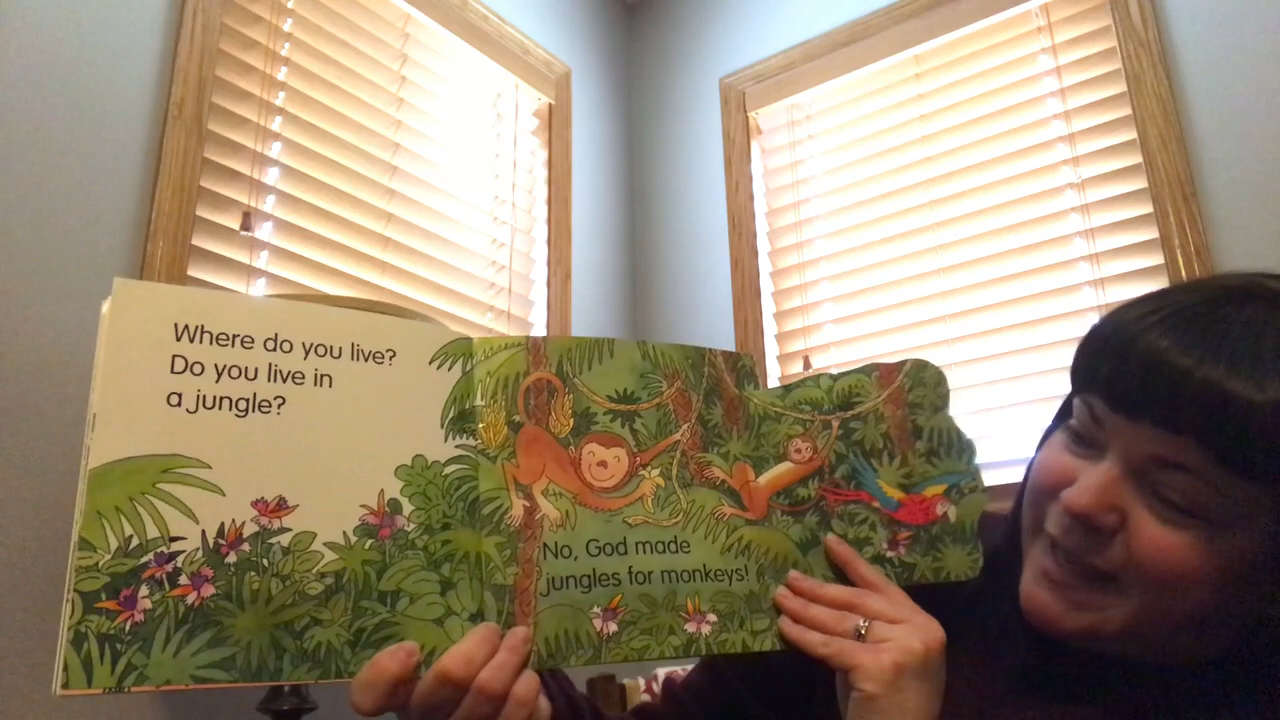 Where do you live?
Do you live in
a jungle?
No, God made
jungles for monkeys!